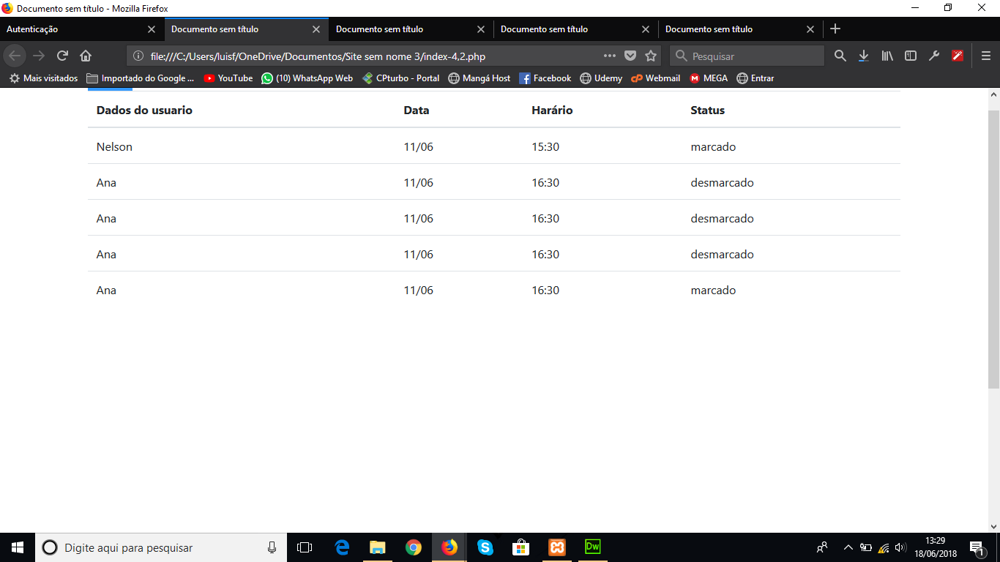 Documento sem título - Mozilla Firefox
Autenticação Documento sem título Documento sem título Documento sem título Documento sem título
file:///C:/Users/luisf/OneDrive/Documentos/Site sem nome 3/index-4,2.php Pesquisar
Mais visitados Importado do Google ... YouTube (10) WhatsApp Web CPturbo - Portal Mangá Host Facebook Udemy cP Webmail M MEGA Entrar
Dados do usuario Data Harário Status
Nelson 11/06 15:30 marcado
Ana 11/06 16:30 desmarcado
Ana 11/06 16:30 desmarcado
Ana 11/06 16:30 desmarcado
Ana 11/06 16:30 marcado
Digite aqui para pesquisar Dw 13:29
18/06/2018 1